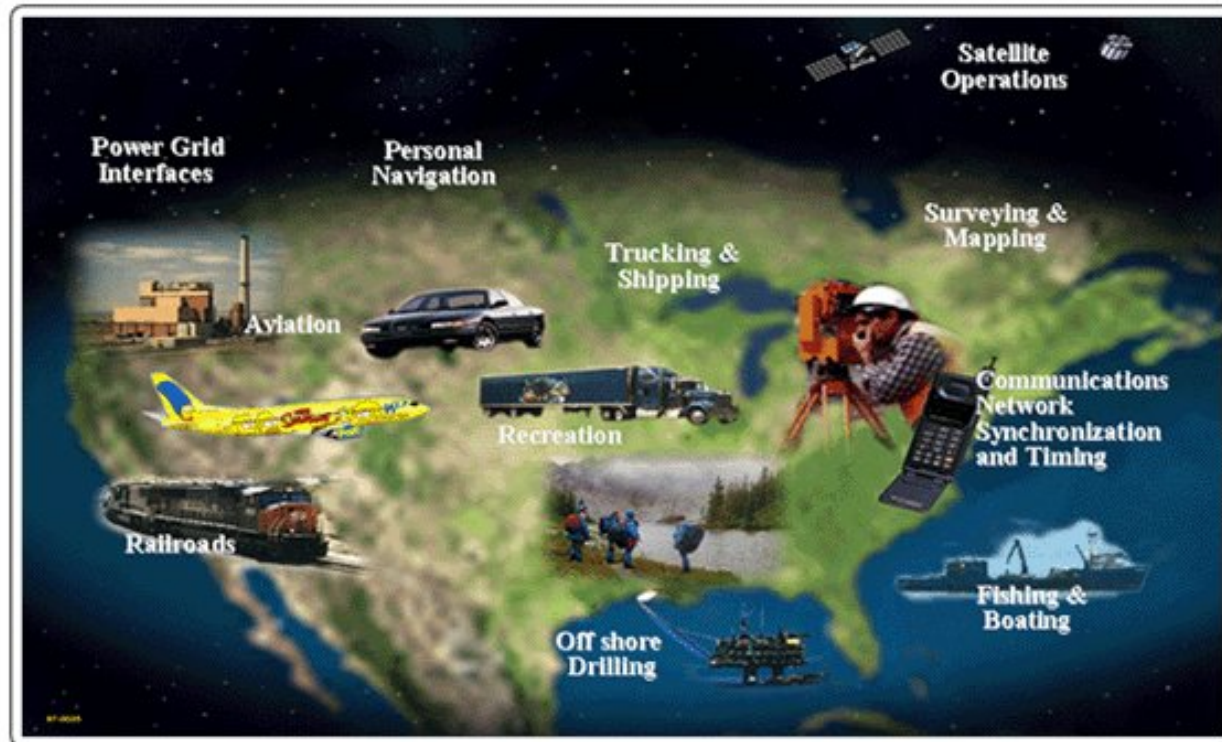 Satellite
Operations
Power Grid
Interfaces
Personal
Navigation
Surveying &
Mapping
Trucking &
Shipping
Aviation
Communications
Network
Synchronization
and Timing
Recreation
Railroads
Fishing &
Boating
Off shore
Drilling